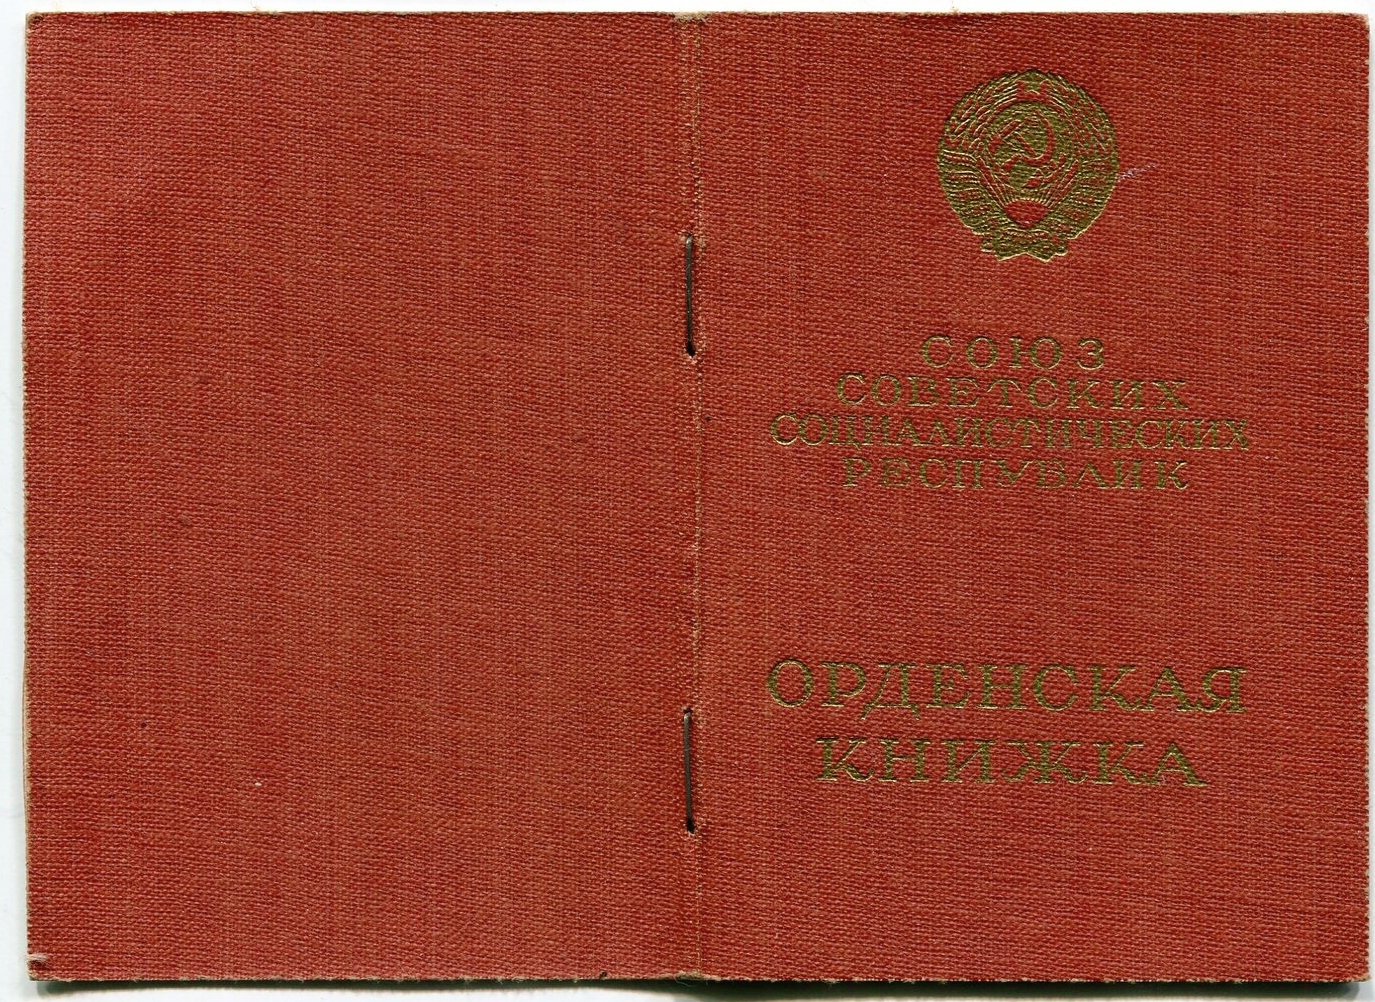 СОЮЗ
СОВЕТСКИХ
СОЦИАЛИСТИЧЕСКИХ
РЕСПУБЛИК
ОРДЕНСКАЯ
КНИЖКА